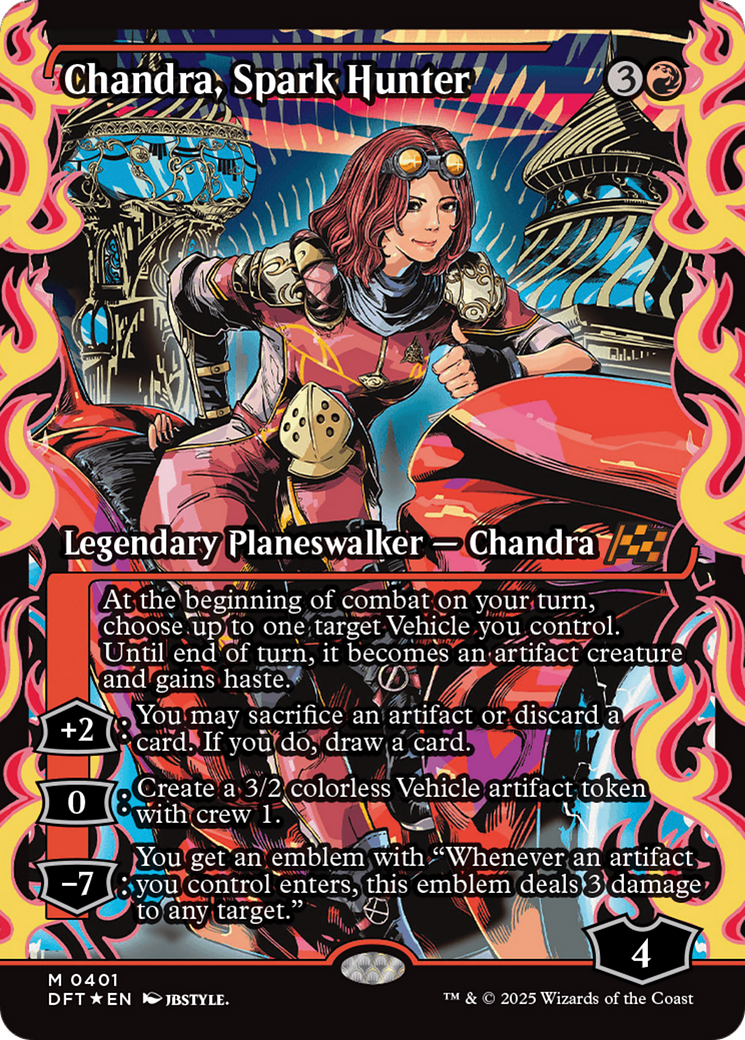 Chandra, Spark Hunter 3
Legendary Planeswalker — Chandra
At the beginning of combat on your turn,
choose up to one target Vehicle you control.
Until end of turn, it becomes an artifact creature
and gains haste.
+2: You may sacrifice an artifact or discard a
card. If you do, draw a card.
0: Create a 3/2 colorless Vehicle artifact token
with crew 1.
−7: You get an emblem with “Whenever an artifact
you control enters, this emblem deals 3 damage
to any target.”
4
M 0401
DFT★EN JBSTYLE.
™ & © 2025 Wizards of the Coast